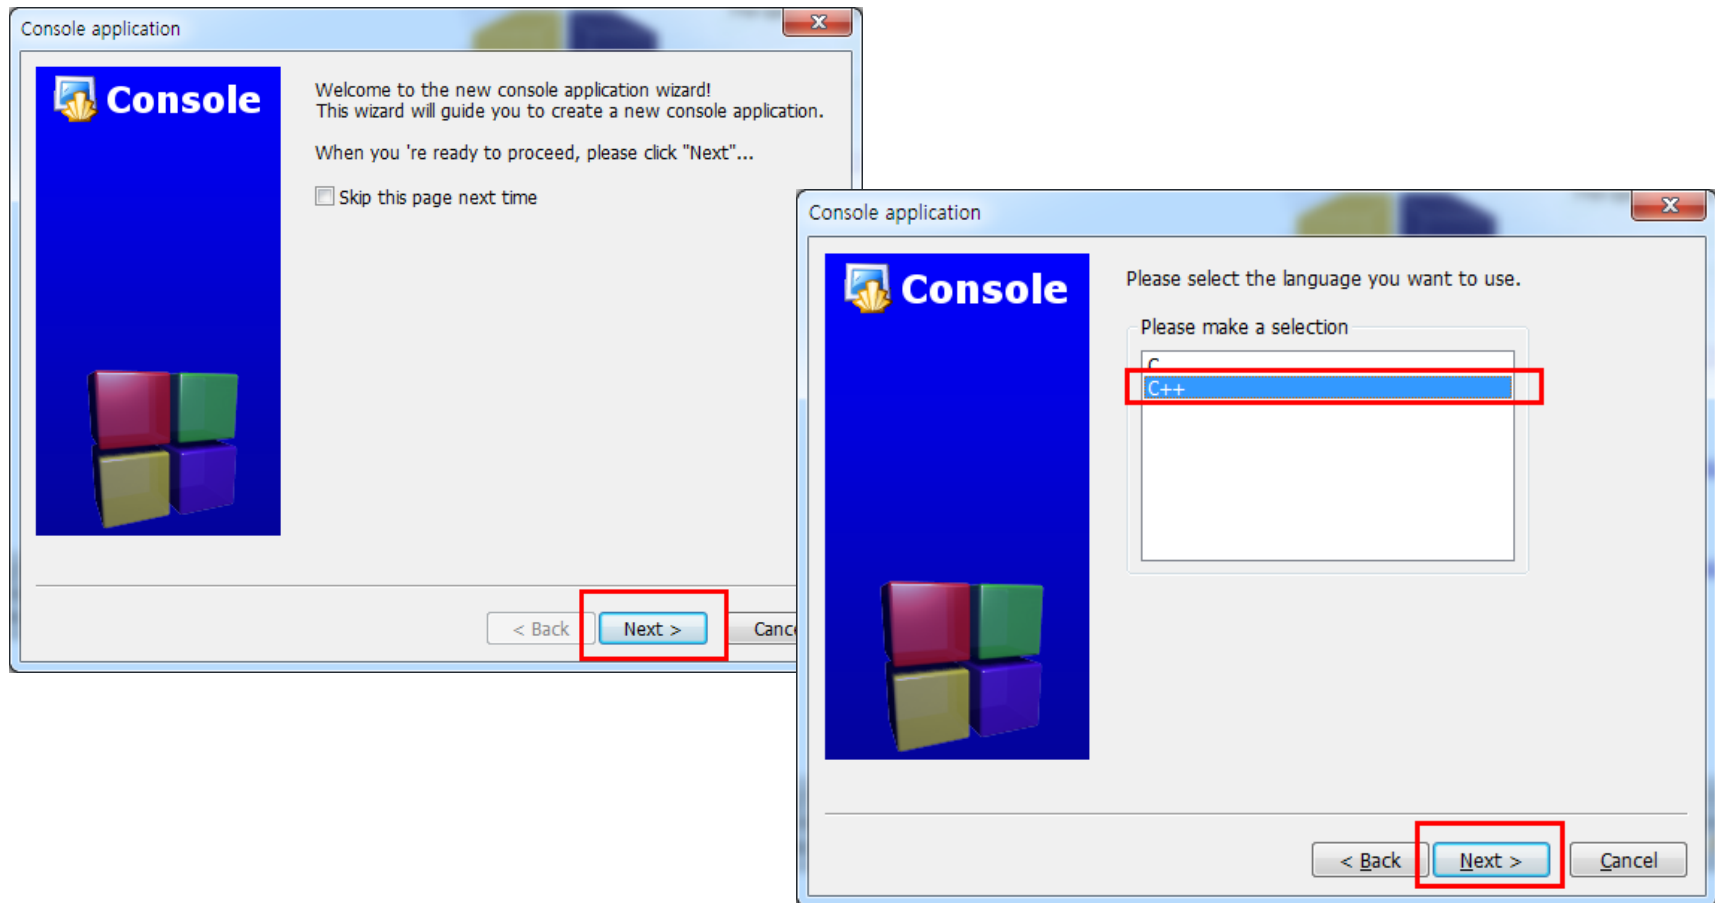 Console application
Console
Welcome to the new console application wizard!
This wizard will guide you to create a new console application.
When you 're ready to proceed, please click "Next"...
Skip this page next time
< Back
Next >
Console application
Console
Please select the language you want to use.
Please make a selection
C
C++
< Back
Next >
Cancel